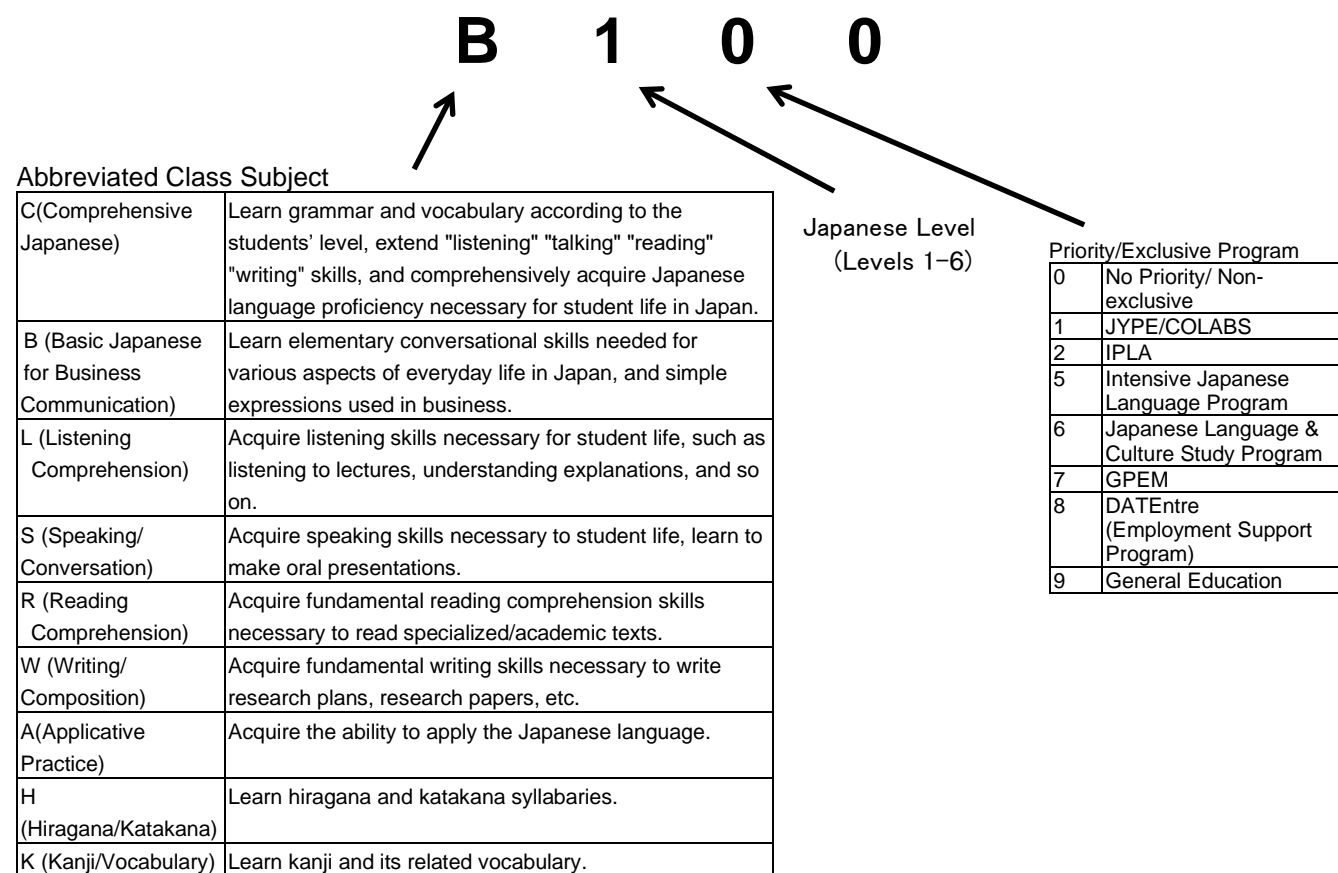 B 1 0 0
Abbreviated Class Subject
C(Comprehensive
Japanese)
Learn grammar and vocabulary according to the
students’ level, extend "listening" "talking" "reading"
"writing" skills, and comprehensively acquire Japanese
language proficiency necessary for student life in Japan.
B (Basic Japanese
for Business
Communication)
Learn elementary conversational skills needed for
various aspects of everyday life in Japan, and simple
expressions used in business.
L (Listening
Comprehension)
Acquire listening skills necessary for student life, such as
listening to lectures, understanding explanations, and so
on.
S (Speaking/
Conversation)
Acquire speaking skills necessary to student life, learn to
make oral presentations.
R (Reading
Comprehension)
Acquire fundamental reading comprehension skills
necessary to read specialized/academic texts.
W (Writing/
Composition)
Acquire fundamental writing skills necessary to write
research plans, research papers, etc.
A(Applicative
Practice)
Acquire the ability to apply the Japanese language.
H
(Hiragana/Katakana)
Learn hiragana and katakana syllabaries.
K (Kanji/Vocabulary)
Learn kanji and its related vocabulary.
Japanese Level
(Levels 1-6)
Priority/Exclusive Program
0 No Priority/ Non-
exclusive
1 JYPE/COLABS
2 IPLA
5 Intensive Japanese
Language Program
6 Japanese Language &
Culture Study Program
7 GPEM
8 DATEntre
(Employment Support
Program)
9 General Education